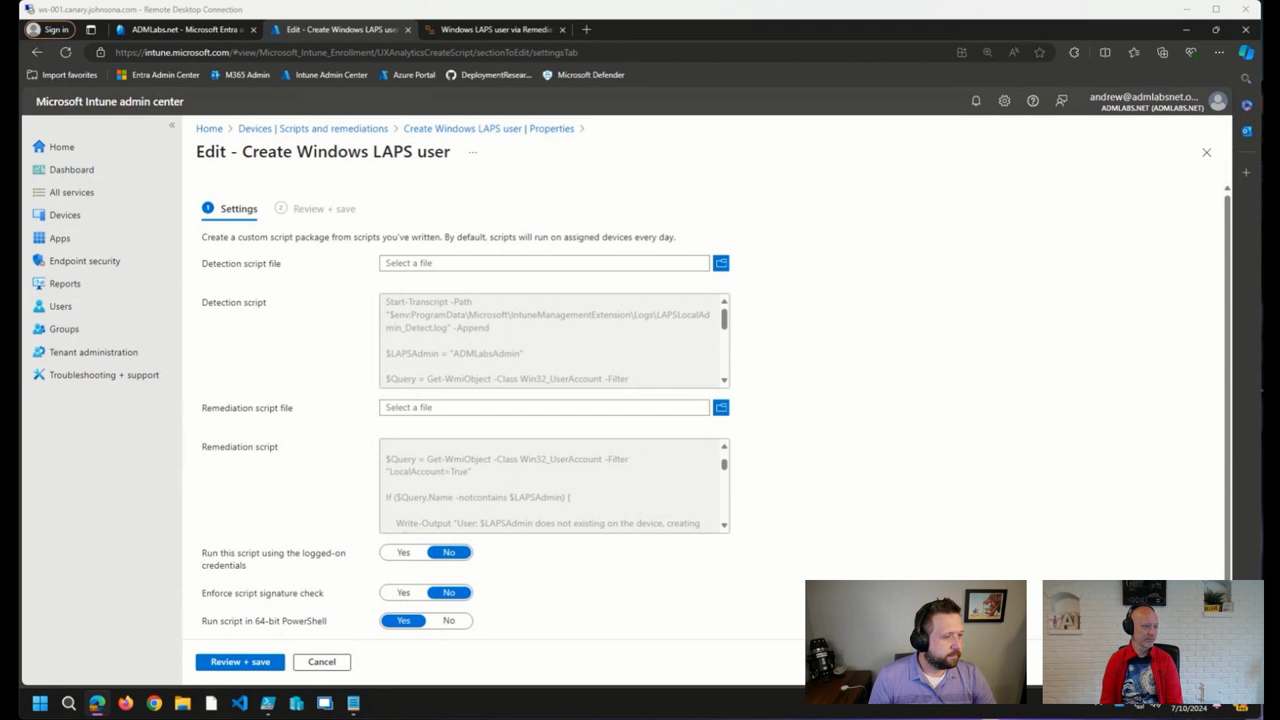 ws-001.canary.johnsona.com - Remote Desktop Connection
Sign in
ADMLabs.net - Microsoft Entra a
Edit - Create Windows LAPS user
Windows LAPS user via Remedia
https://intune.microsoft.com/#view/Microsoft_Intune_Enrollment/UXAnalyticsCreateScript/sectionToEdit/settingsTab
Import favorites
Entra Admin Center
M365 Admin
Intune Admin Center
Azure Portal
DeploymentResear...
Microsoft Defender
Microsoft Intune admin center
andrew@admlabsnet.o...
ADMLABS.NET (ADMLABS.NET)
Home > Devices | Scripts and remediations > Create Windows LAPS user | Properties >
Edit - Create Windows LAPS user ...
Home
Dashboard
All services
Devices
Apps
Endpoint security
Reports
Users
Groups
Tenant administration
Troubleshooting + support
1 Settings
2 Review + save
Create a custom script package from scripts you've written. By default, scripts will run on assigned devices every day.
Detection script file
Select a file
Detection script
Start-Transcript -Path
"$env:ProgramData\Microsoft\IntuneManagementExtension\Logs\LAPSLocalAd
min_Detect.log" -Append
$LAPSAdmin = "ADMLabsAdmin"
$Query = Get-WmiObject -Class Win32_UserAccount -Filter
Remediation script file
Select a file
Remediation script
$Query = Get-WmiObject -Class Win32_UserAccount -Filter
"LocalAccount=True"
If ($Query.Name -notcontains $LAPSAdmin) {
Write-Output "User: $LAPSAdmin does not existing on the device, creating
Run this script using the logged-on
credentials
Yes No
Enforce script signature check
Yes No
Run script in 64-bit PowerShell
Yes No
Review + save
Cancel
7/10/2024